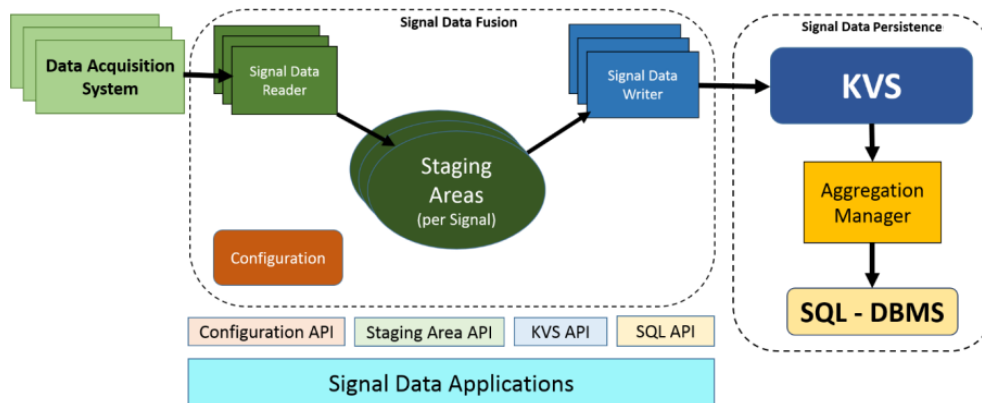 Signal Data Fusion
Signal Data Persistence
Data Acquisition
System
Signal Data
Reader
Signal Data
Writer
KVS
Staging
Areas
(per Signal)
Aggregation
Manager
Configuration
SQL - DBMS
Configuration API
Staging Area API
KVS API
SQL API
Signal Data Applications